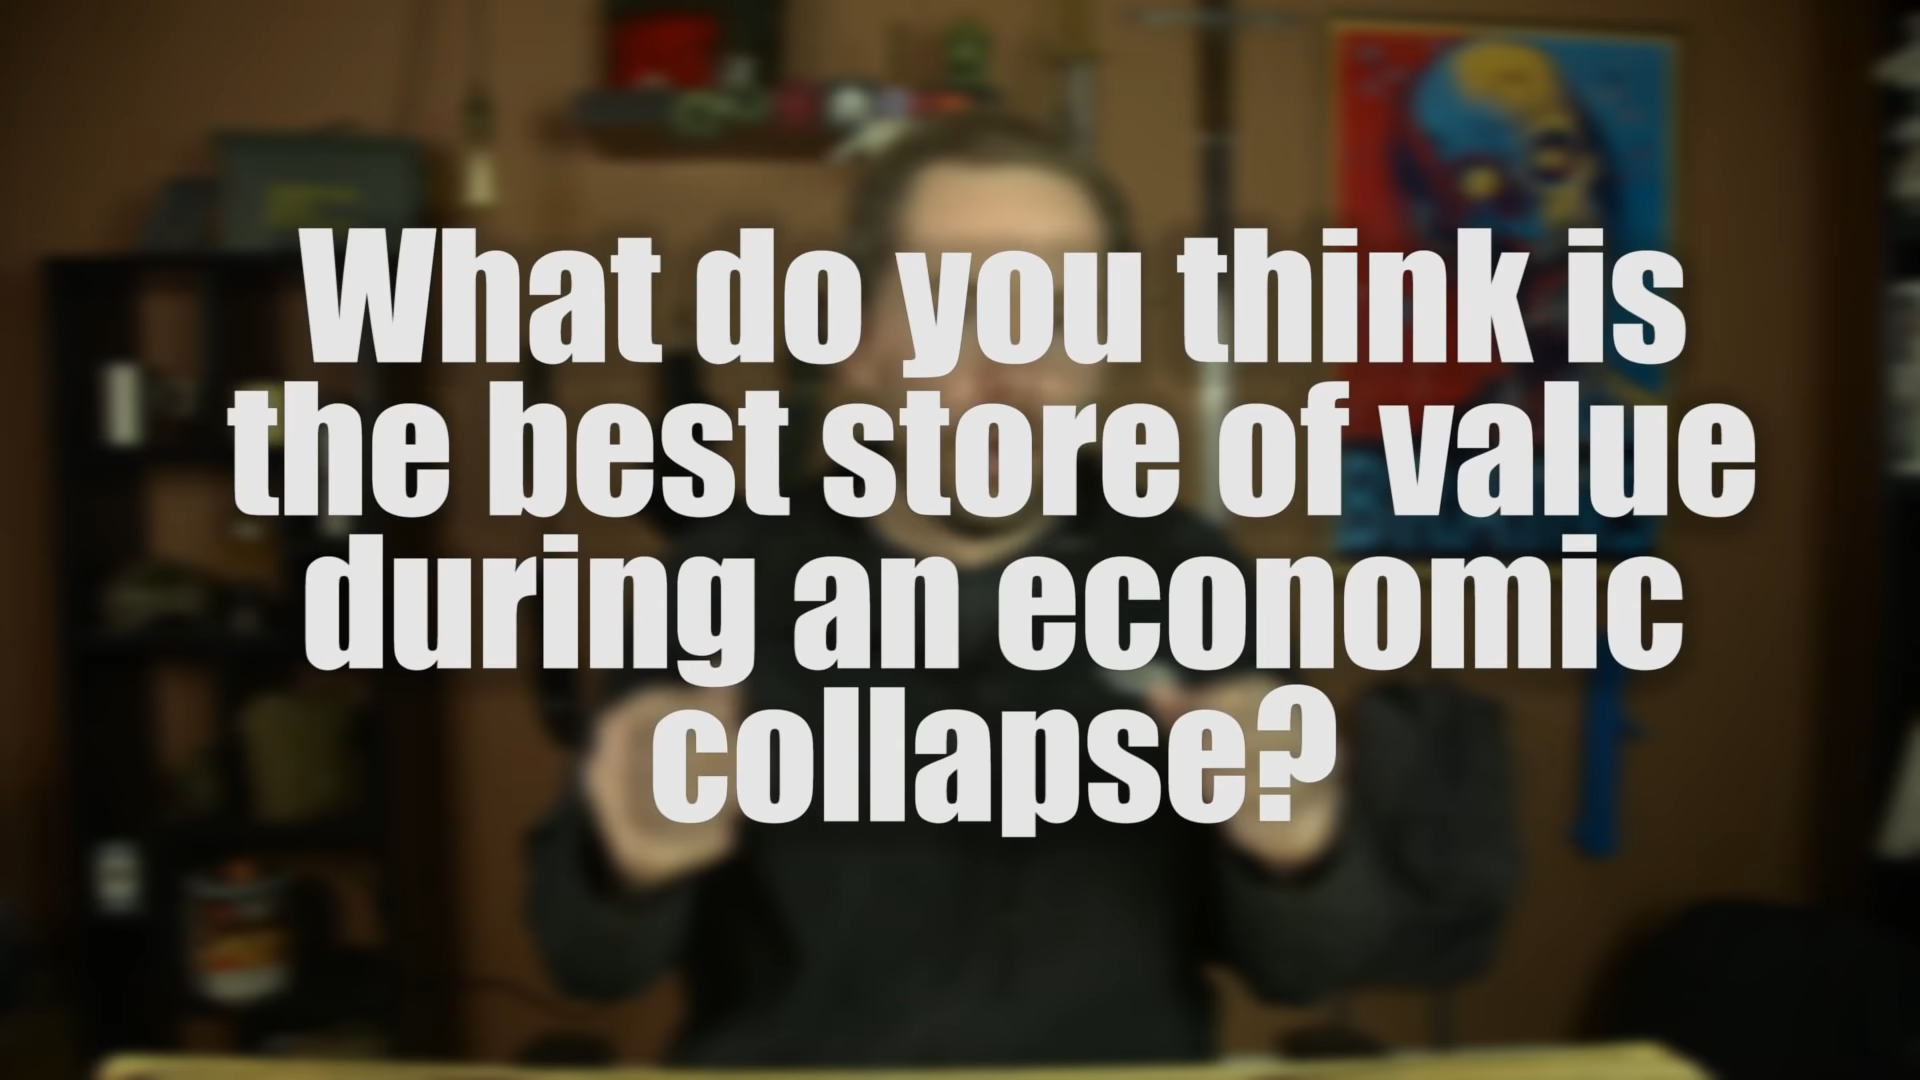 What do you think is
the best store of value
during an economic
collapse?